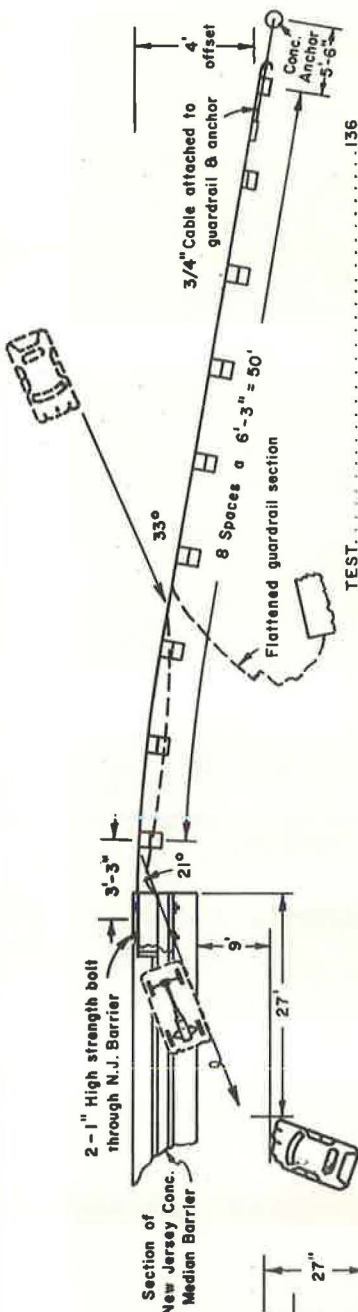 4'
offset
Conc.
Anchor
5'-6"
3/4" Cable attached to
guardrail & anchor
33°
8 Spaces a 6'-3" = 50'
Flattened guardrail section
3'-3"
21°
2-1" High strength bolt
through N.J. Barrier
9'
27'
Section of
New Jersey Conc.
Median Barrier
27"
TEST..................136